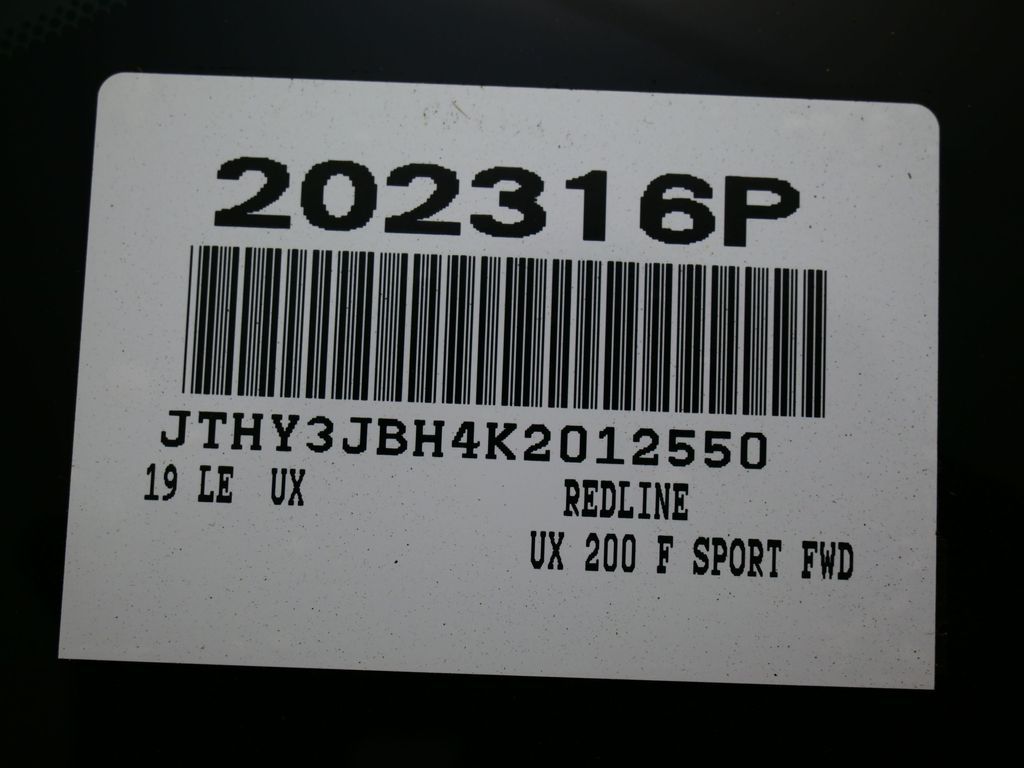 202316P
JTHY3JBH4K2012550
19 LE UX REDLINE
UX 200 F SPORT FWD